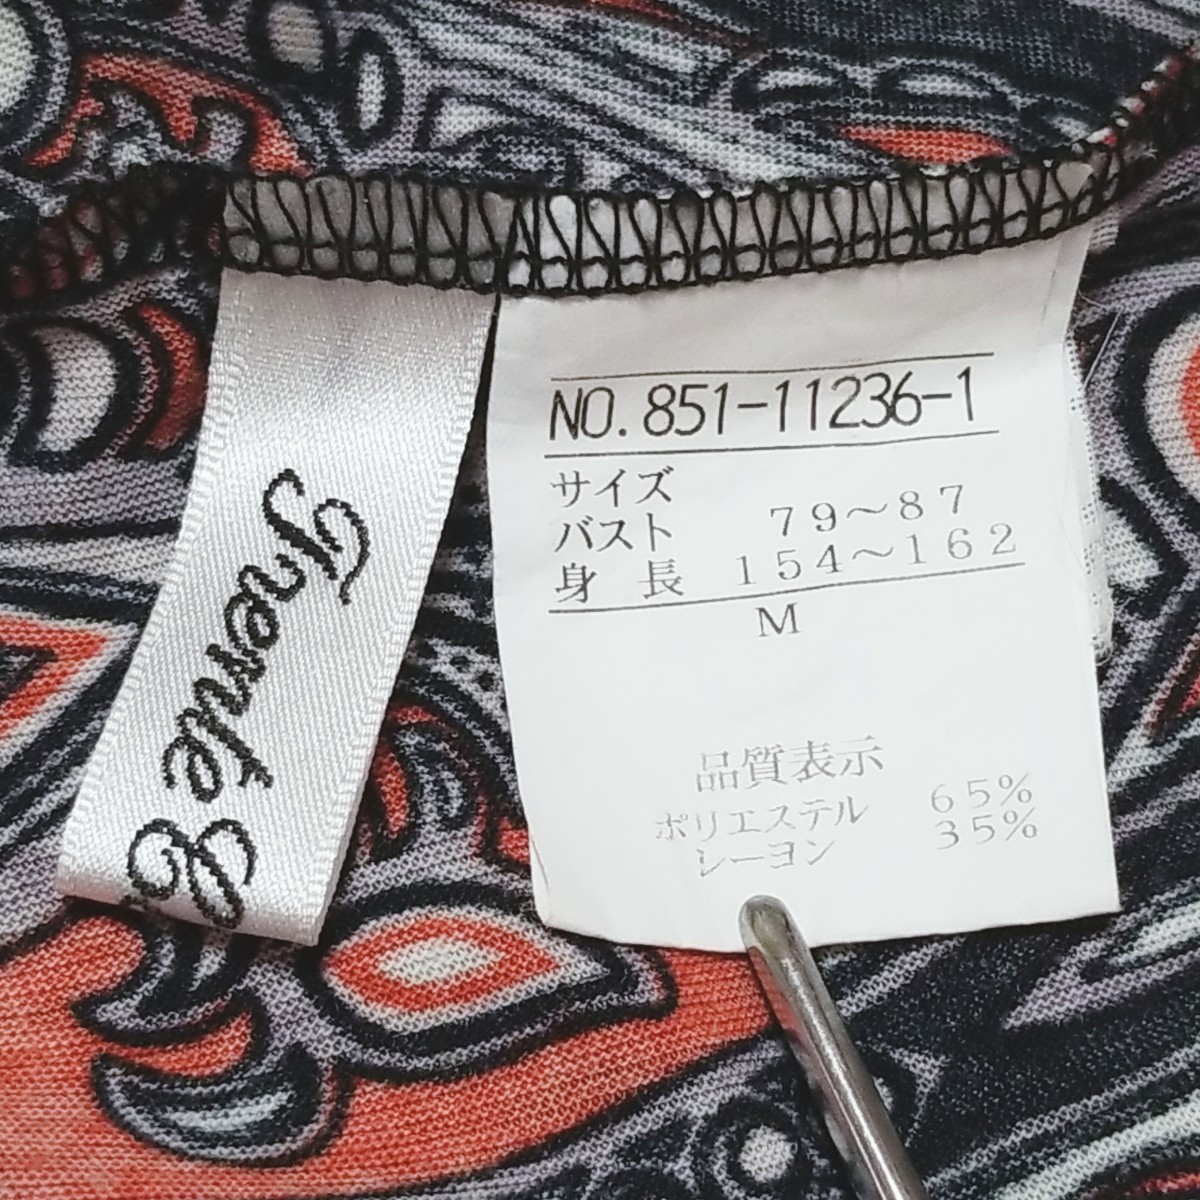 NO. 851-11236-1
サイズ
バスト 79～87
身 長 154～162
M
品質表示
ポリエステル 65%
レーヨン 35%